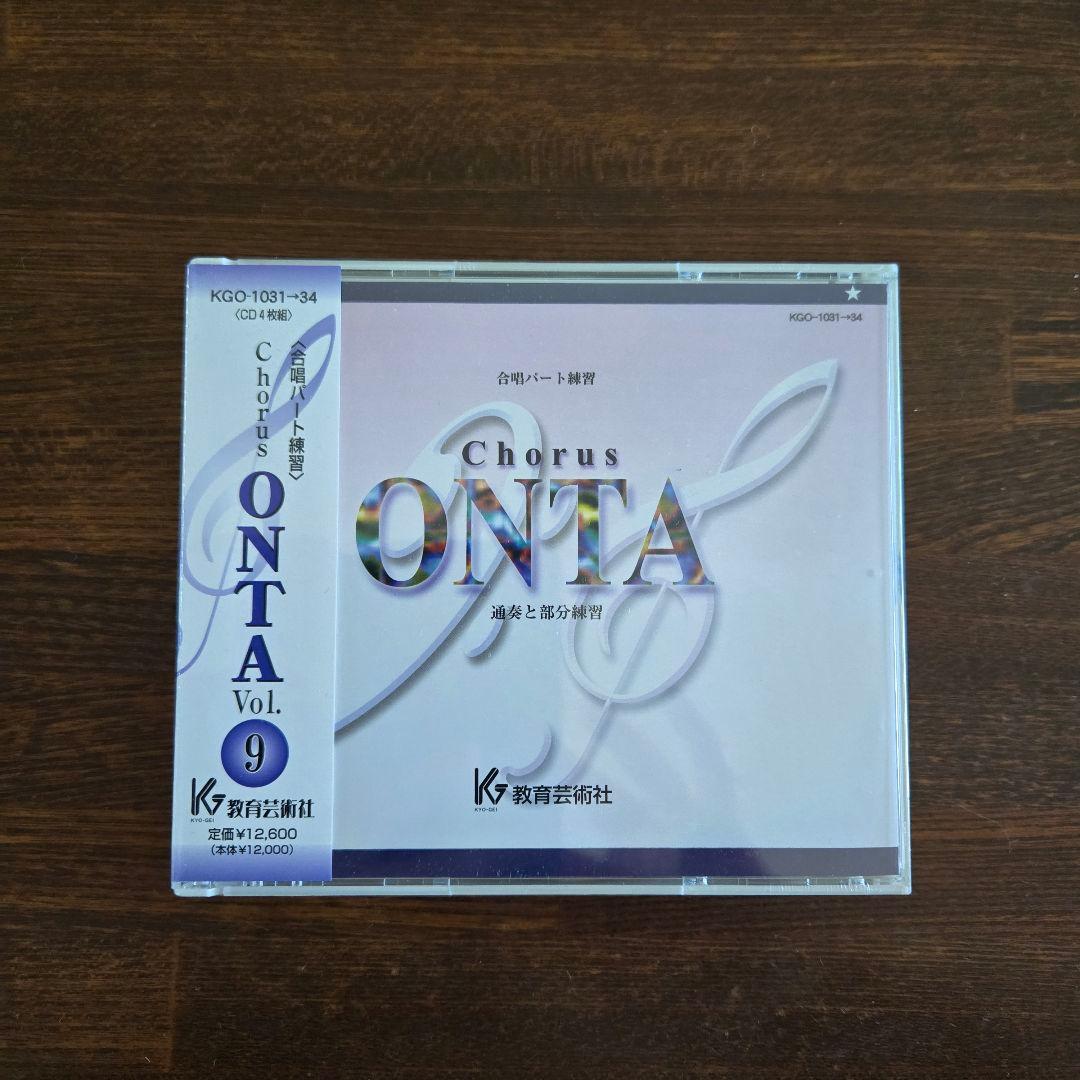 KGO-1031→34
〈CD4枚組〉
〈合唱パート練習〉
Chorus
ONTA
Vol.
9
KYO-GEI
教育芸術社
定価¥12,600
(本体¥12,000)
★
KGO-1031→34
合唱パート練習
Chorus
ONTA
通奏と部分練習
KYO-GEI
教育芸術社